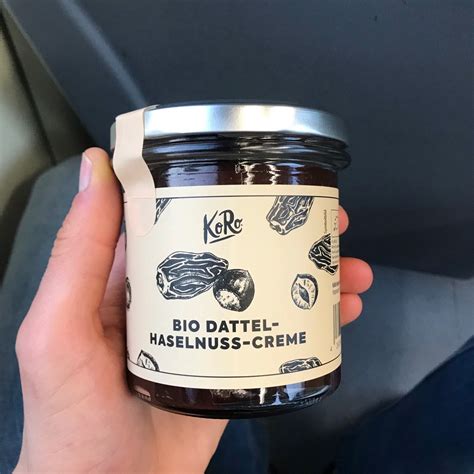 KoRo
BIO DATTEL-
HASELNUSS-CREME